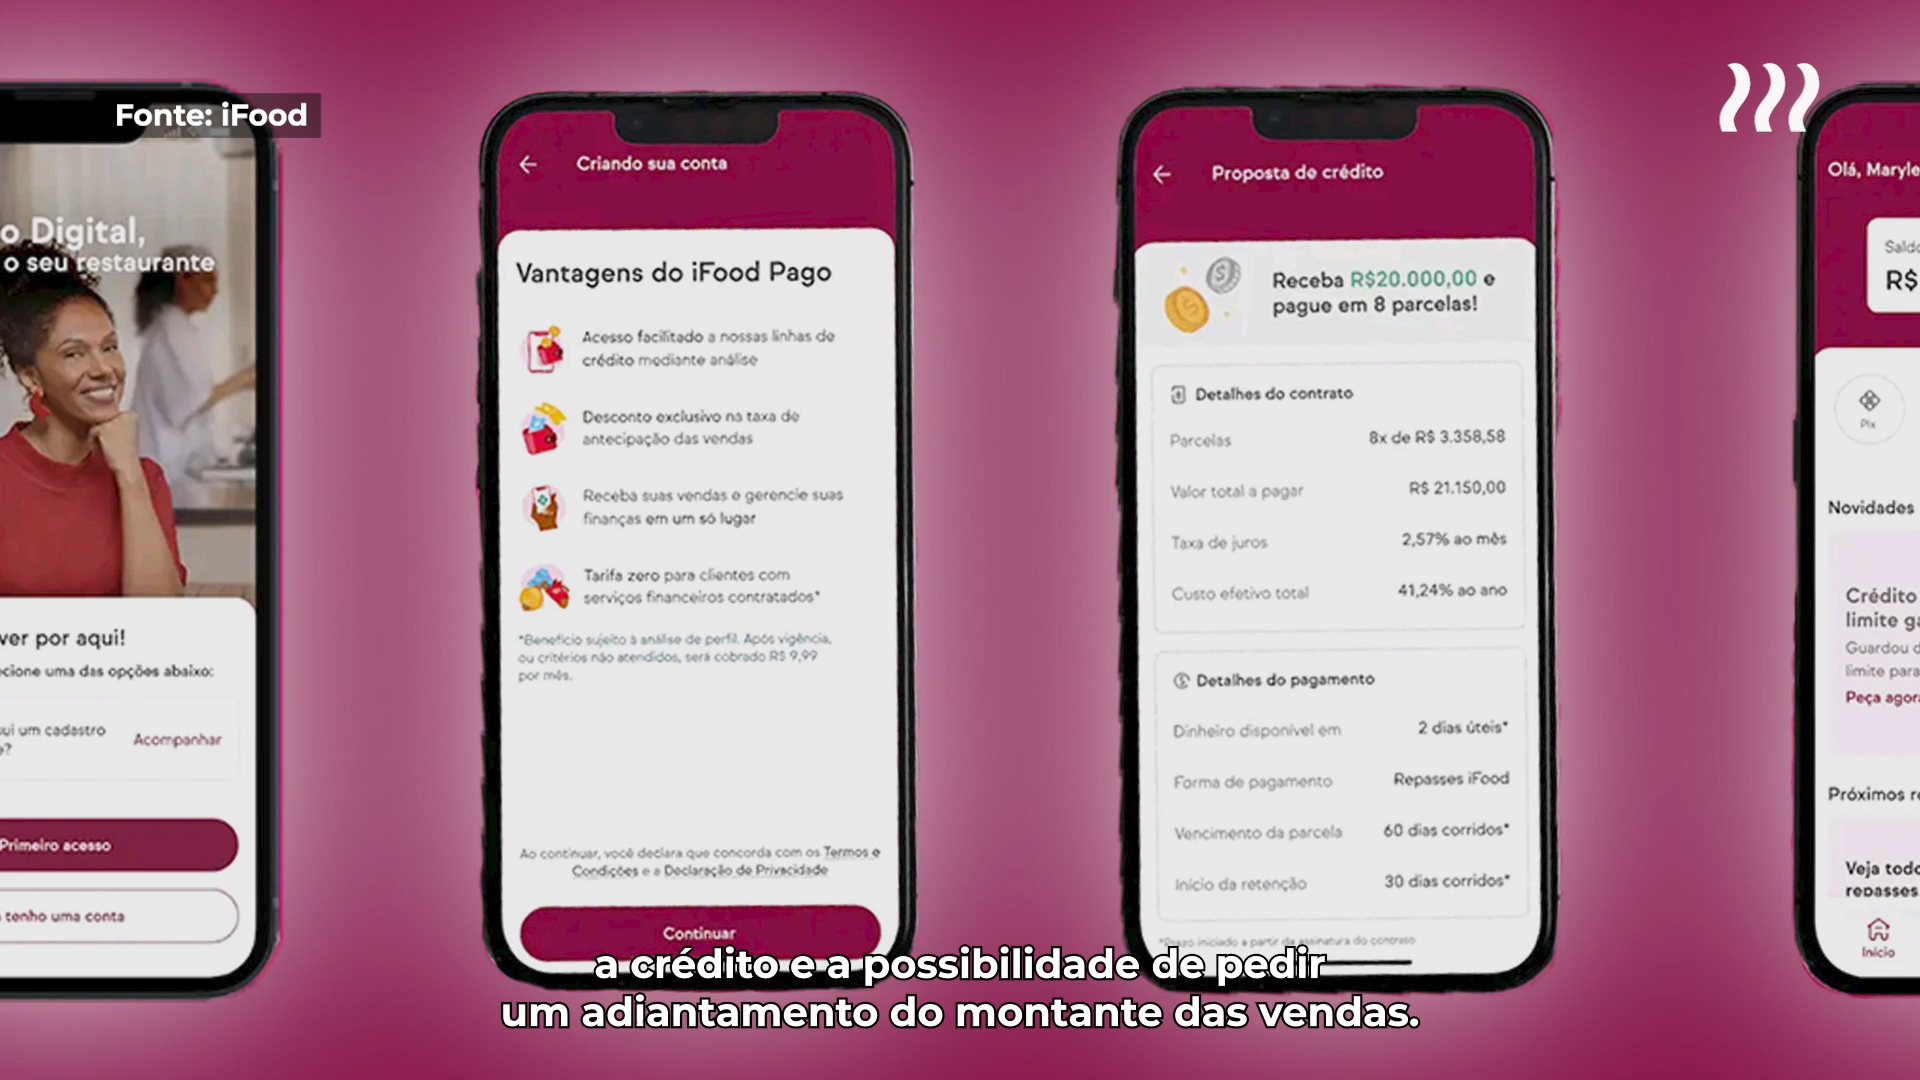 Fonte: iFood
o Digital,
o seu restaurante
ver por aqui!
cione uma das opções abaixo:
ui um cadastro
?
Acompanhar
Primeiro acesso
tenho uma conta
Criando sua conta
Vantagens do iFood Pago
Acesso facilitado a nossas linhas de
crédito mediante análise
Desconto exclusivo na taxa de
antecipação das vendas
Receba suas vendas e gerencie suas
finanças em um só lugar
Tarifa zero para clientes com
serviços financeiros contratados*
*Benefício sujeito à análise de perfil. Após vigência,
ou critérios não atendidos, será cobrado R$ 9,99
por mês.
Ao continuar, você declara que concorda com os Termos e
Condições e a Declaração de Privacidade
Continuar
Proposta de crédito
Receba R$20.000,00 e
pague em 8 parcelas!
Detalhes do contrato
Parcelas 8x de R$ 3.358,58
Valor total a pagar R$ 21.150,00
Taxa de juros 2,57% ao mês
Custo efetivo total 41,24% ao ano
Detalhes do pagamento
Dinheiro disponível em 2 dias úteis*
Forma de pagamento Repasses iFood
Vencimento da parcela 60 dias corridos*
Início da retenção 30 dias corridos*
*Prazo iniciado a partir da assinatura do contrato
Olá, Maryle
Saldo
R$
Pix
Novidades
Crédito
limite ga
Guardou d
limite para
Peça agora
Próximos re
Veja todo
repasses
Início
a crédito e a possibilidade de pedir
um adiantamento do montante das vendas.